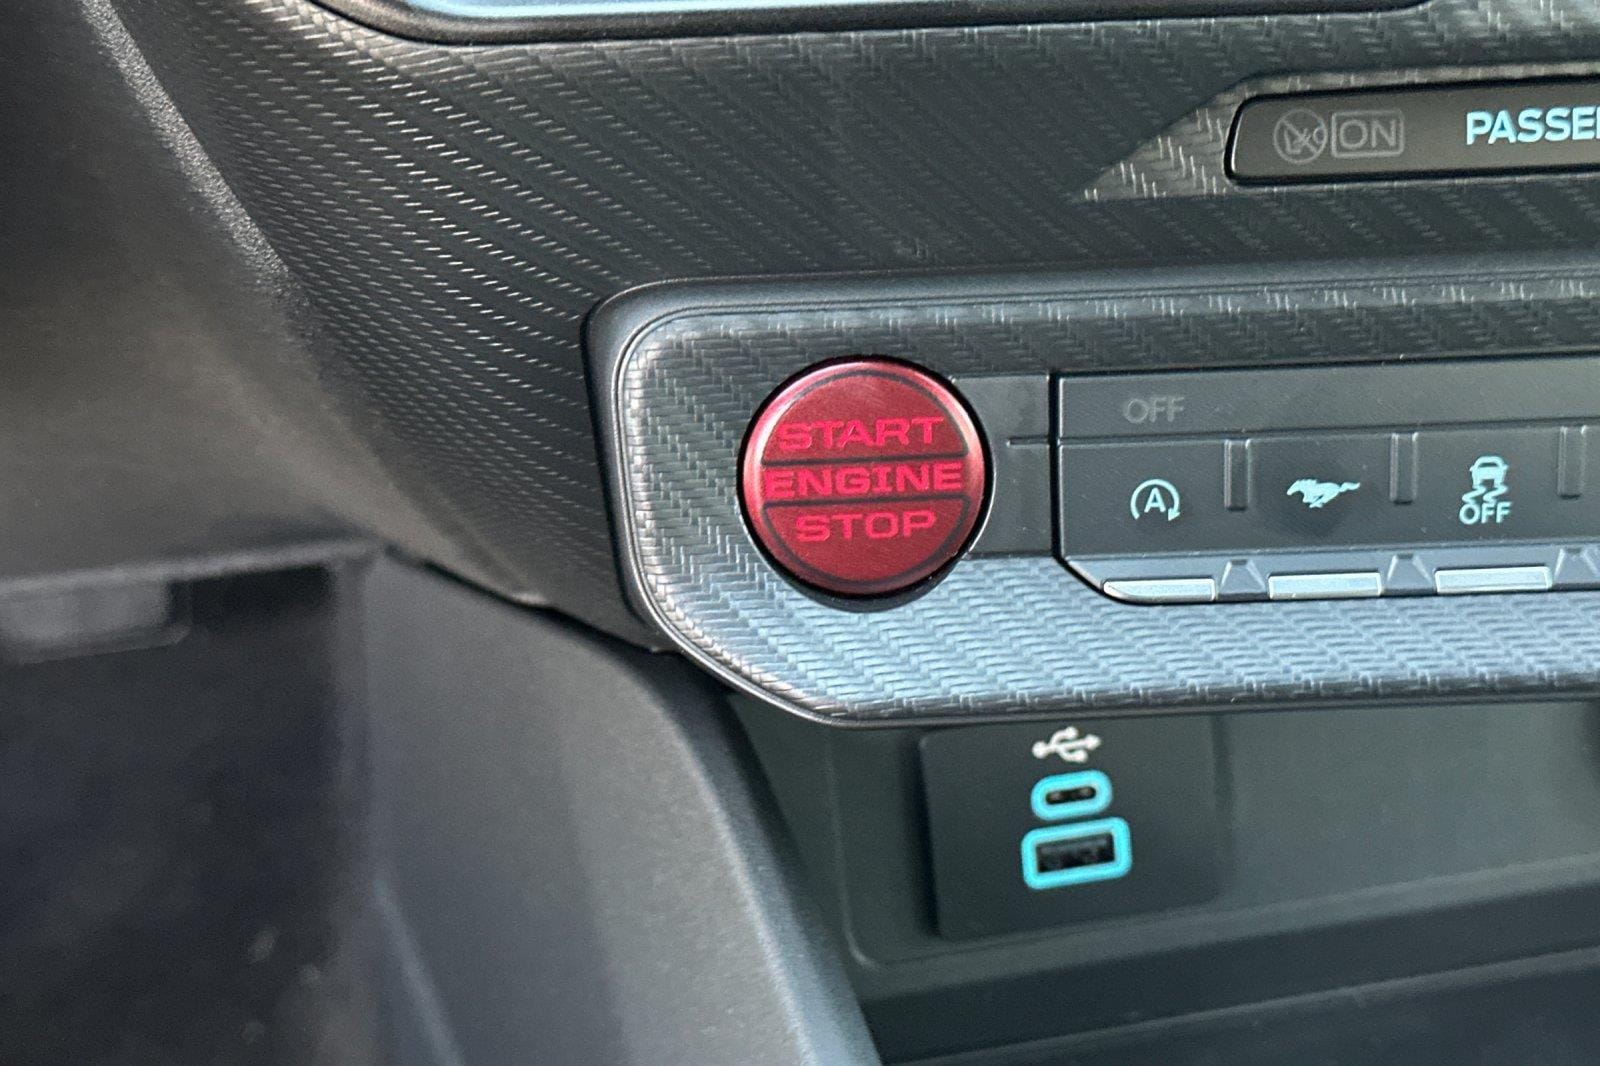 ON
PASSE
START
ENGINE
STOP
OFF
A
OFF